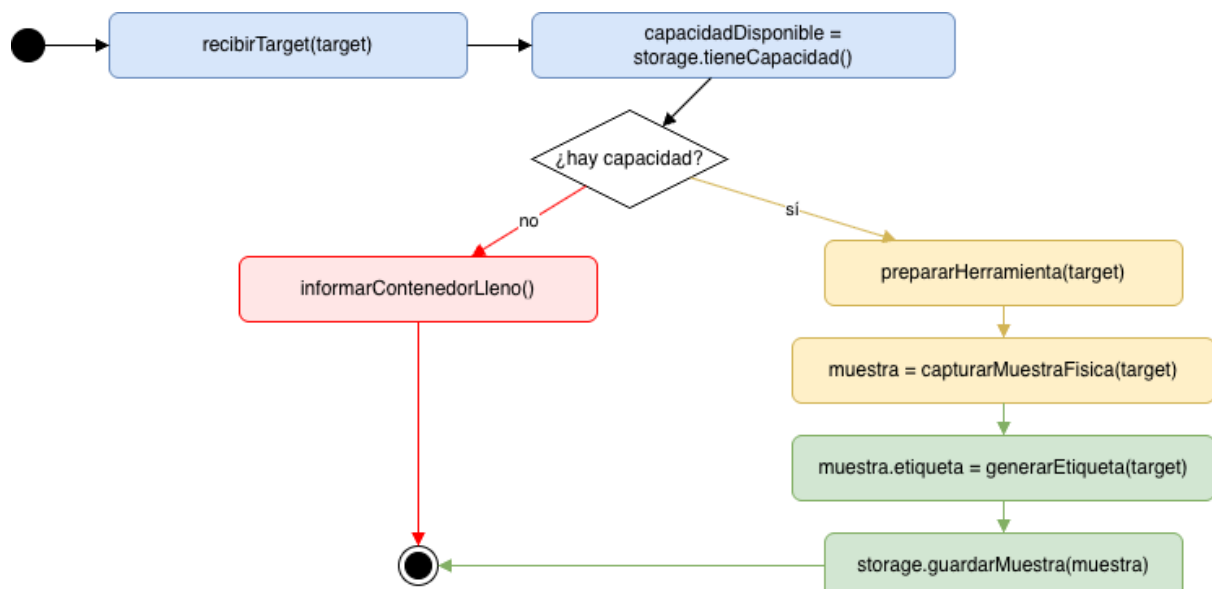 recibirTarget(target)
capacidadDisponible =
storage.tieneCapacidad()
¿hay capacidad?
no
sí
informarContenedorLleno()
prepararHerramienta(target)
muestra = capturarMuestraFisica(target)
muestra.etiqueta = generarEtiqueta(target)
storage.guardarMuestra(muestra)